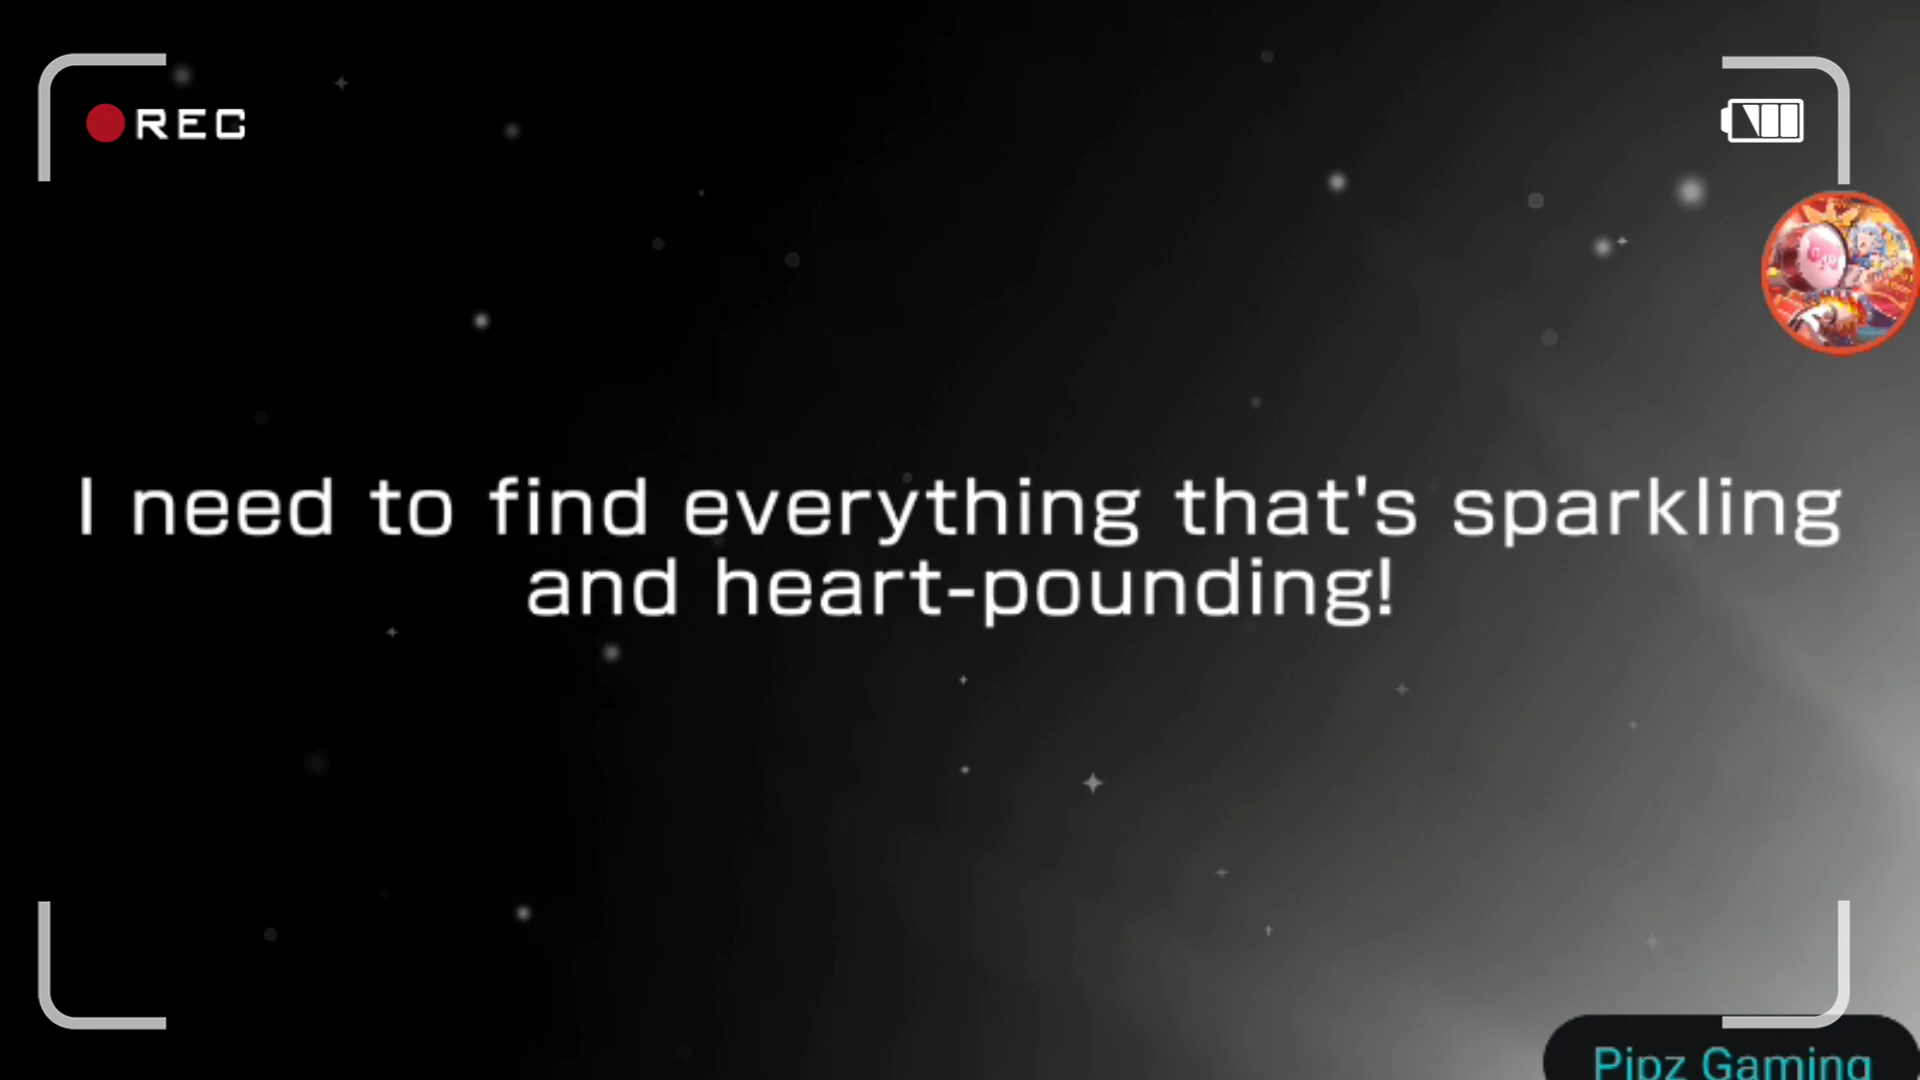 REC
I need to find everything that's sparkling
and heart-pounding!
Pipz Gaming